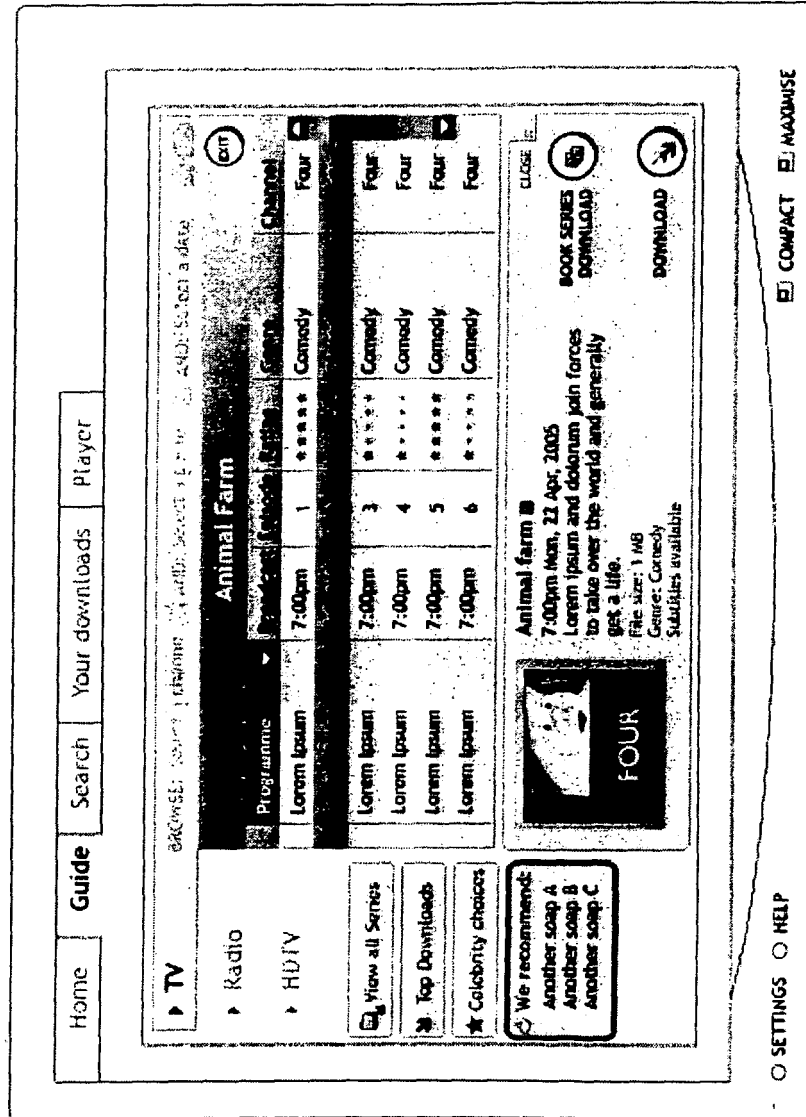 Home Guide Search Your downloads Player
TV
Radio
HDTV
View all Series
Top Downloads
Celebrity choices
We recommend:
Another soap A
Another soap B
Another soap C
Animal Farm
EXIT
Programme Episode Genre Channel
Lorem Ipsum 7:00pm 1 ★★★★★ Comedy Four
Lorem Ipsum 7:00pm 3 ★★★★★ Comedy Four
Lorem Ipsum 7:00pm 4 ★★★★★ Comedy Four
Lorem Ipsum 7:00pm 5 ★★★★★ Comedy Four
Lorem Ipsum 7:00pm 6 ★★★★★ Comedy Four
CLOSE
FOUR
Animal farm
7:00pm Mon, 22 Apr, 2005
Lorem ipsum and dolorum join forces
to take over the world and generally
get a life.
File size: 1 MB
Genre: Comedy
Subtitles available
BOOK SERIES
DOWNLOAD
DOWNLOAD
SETTINGS HELP COMPACT MAXIMISE